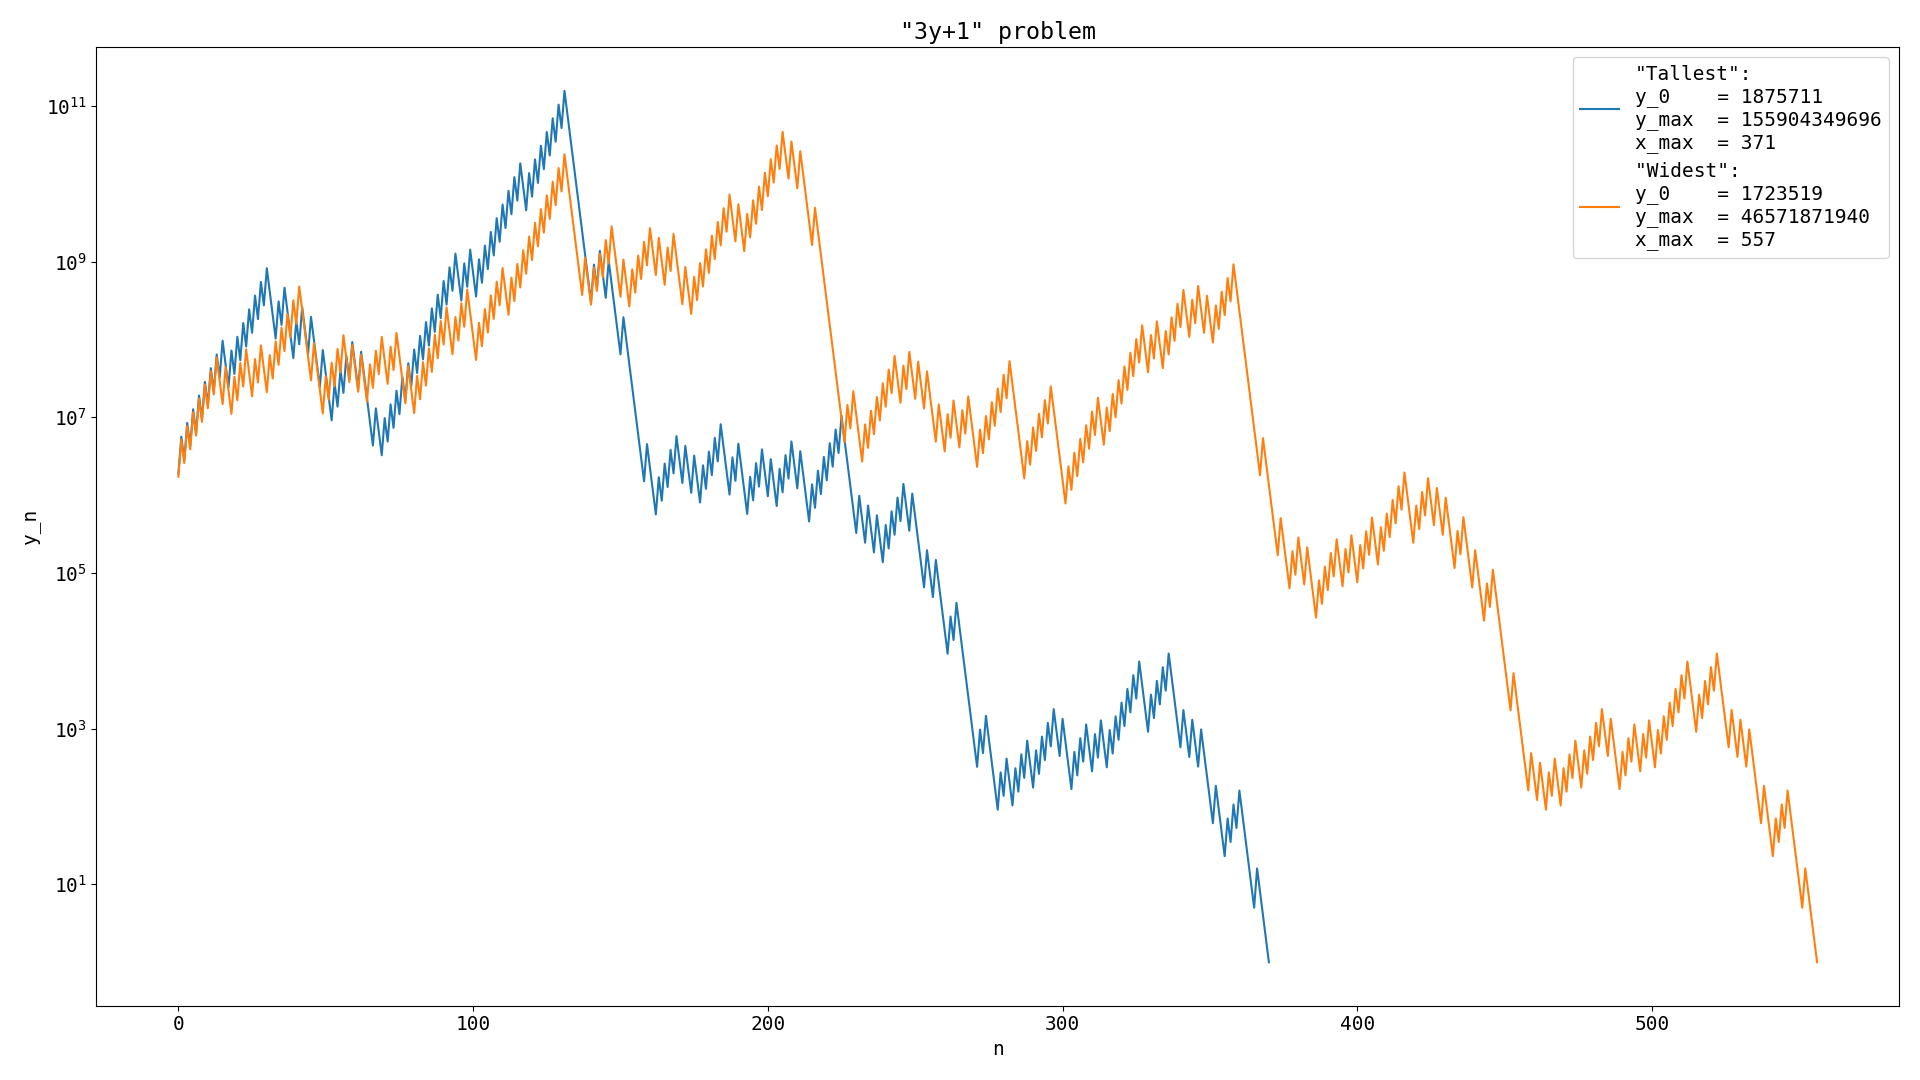 "3y+1" problem
"Tallest":
y_0    = 1875711
y_max  = 155904349696
x_max  = 371
"Widest":
y_0    = 1723519
y_max  = 46571871940
x_max  = 557
y_n
10^11
10^9
10^7
10^5
10^3
10^1
0 100 200 300 400 500
n